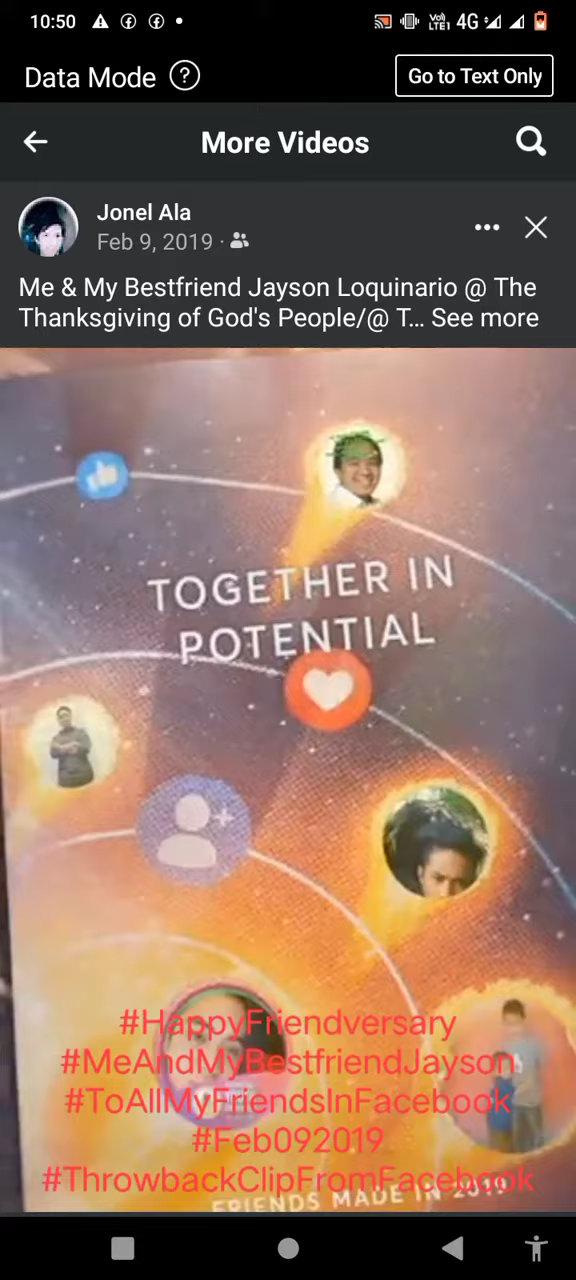 10:50
Vo)
LTE1 4G
Data Mode ?
Go to Text Only
More Videos
Jonel Ala
Feb 9, 2019 ·
Me & My Bestfriend Jayson Loquinario @ The
Thanksgiving of God's People/@ T... See more
TOGETHER IN
POTENTIAL
#HappyFriendversary
#MeAndMyBestfriendJayson
#ToAllMyFriendsInFacebook
#Feb092019
#ThrowbackClipFromFacebook
FRIENDS MADE IN